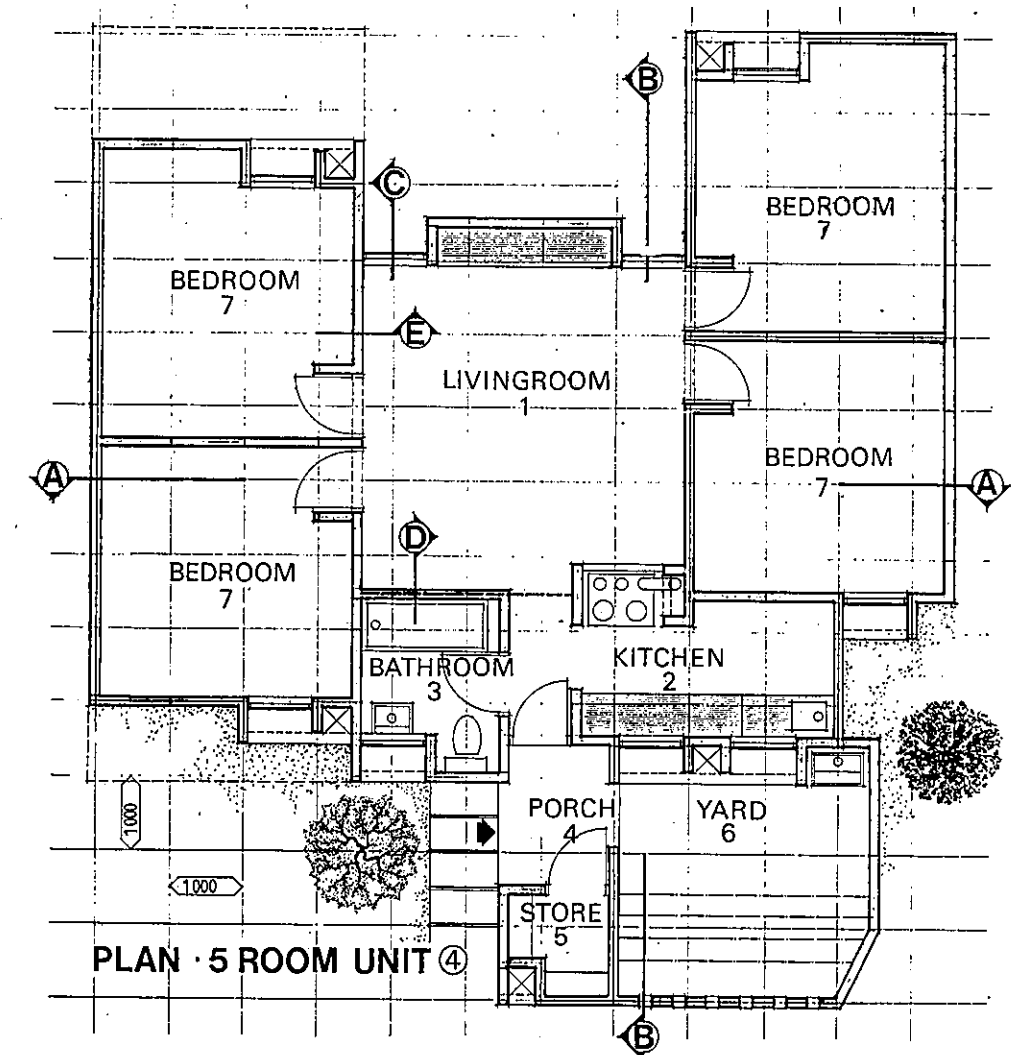 B
C
BEDROOM
7
BEDROOM
7
E
LIVINGROOM
1
A
BEDROOM
7
A
D
BEDROOM
7
BATHROOM
3
KITCHEN
2
1000
PORCH
4
YARD
6
1000
STORE
5
PLAN · 5 ROOM UNIT ④
B